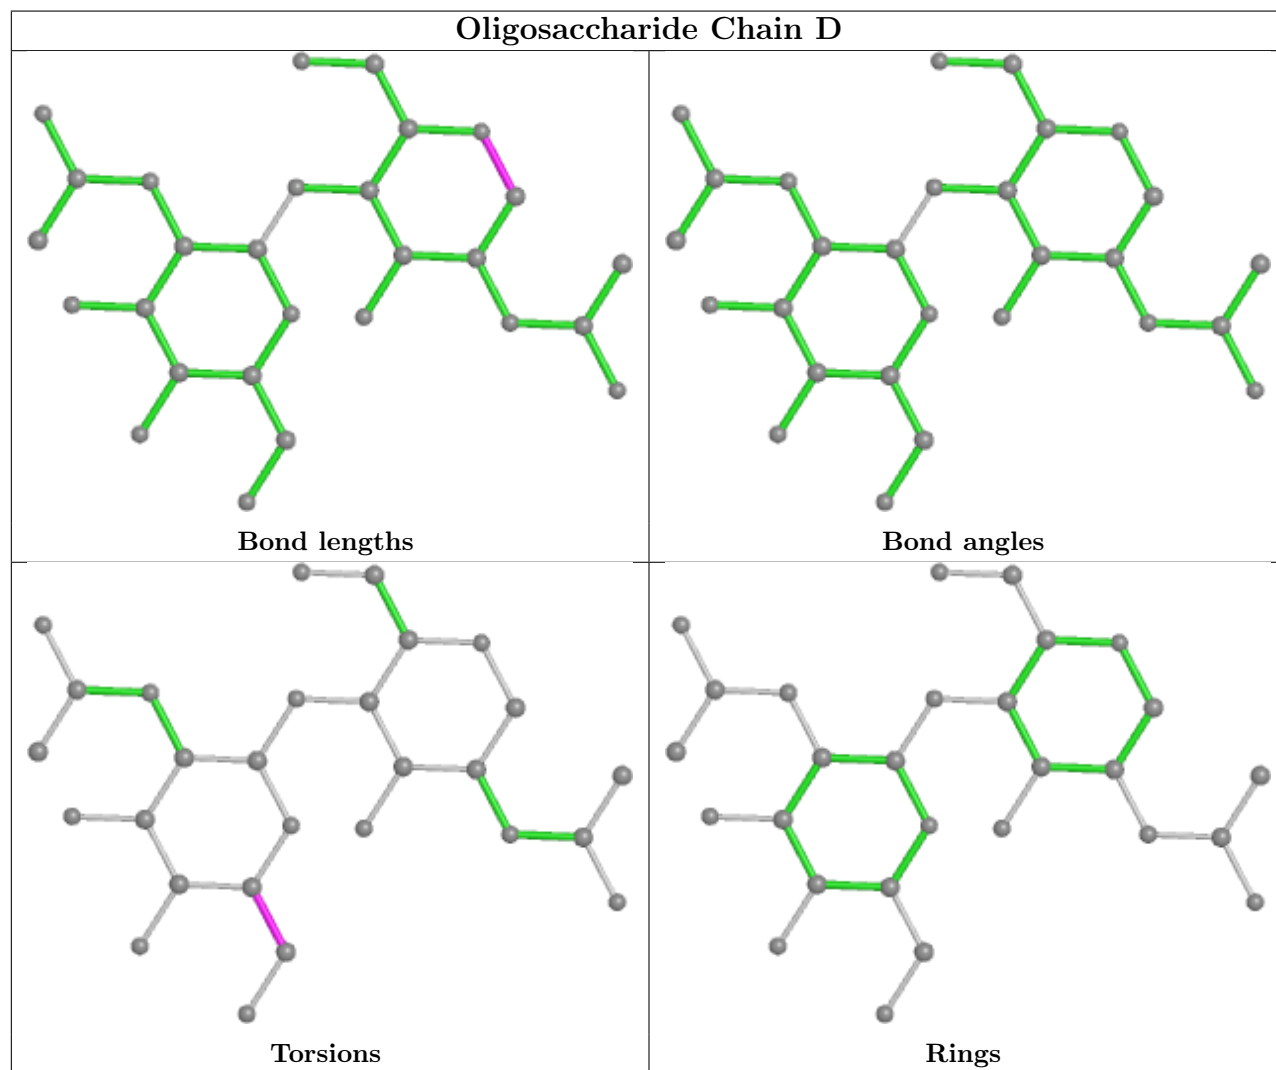 Oligosaccharide Chain D
Bond lengths
Bond angles
Torsions
Rings